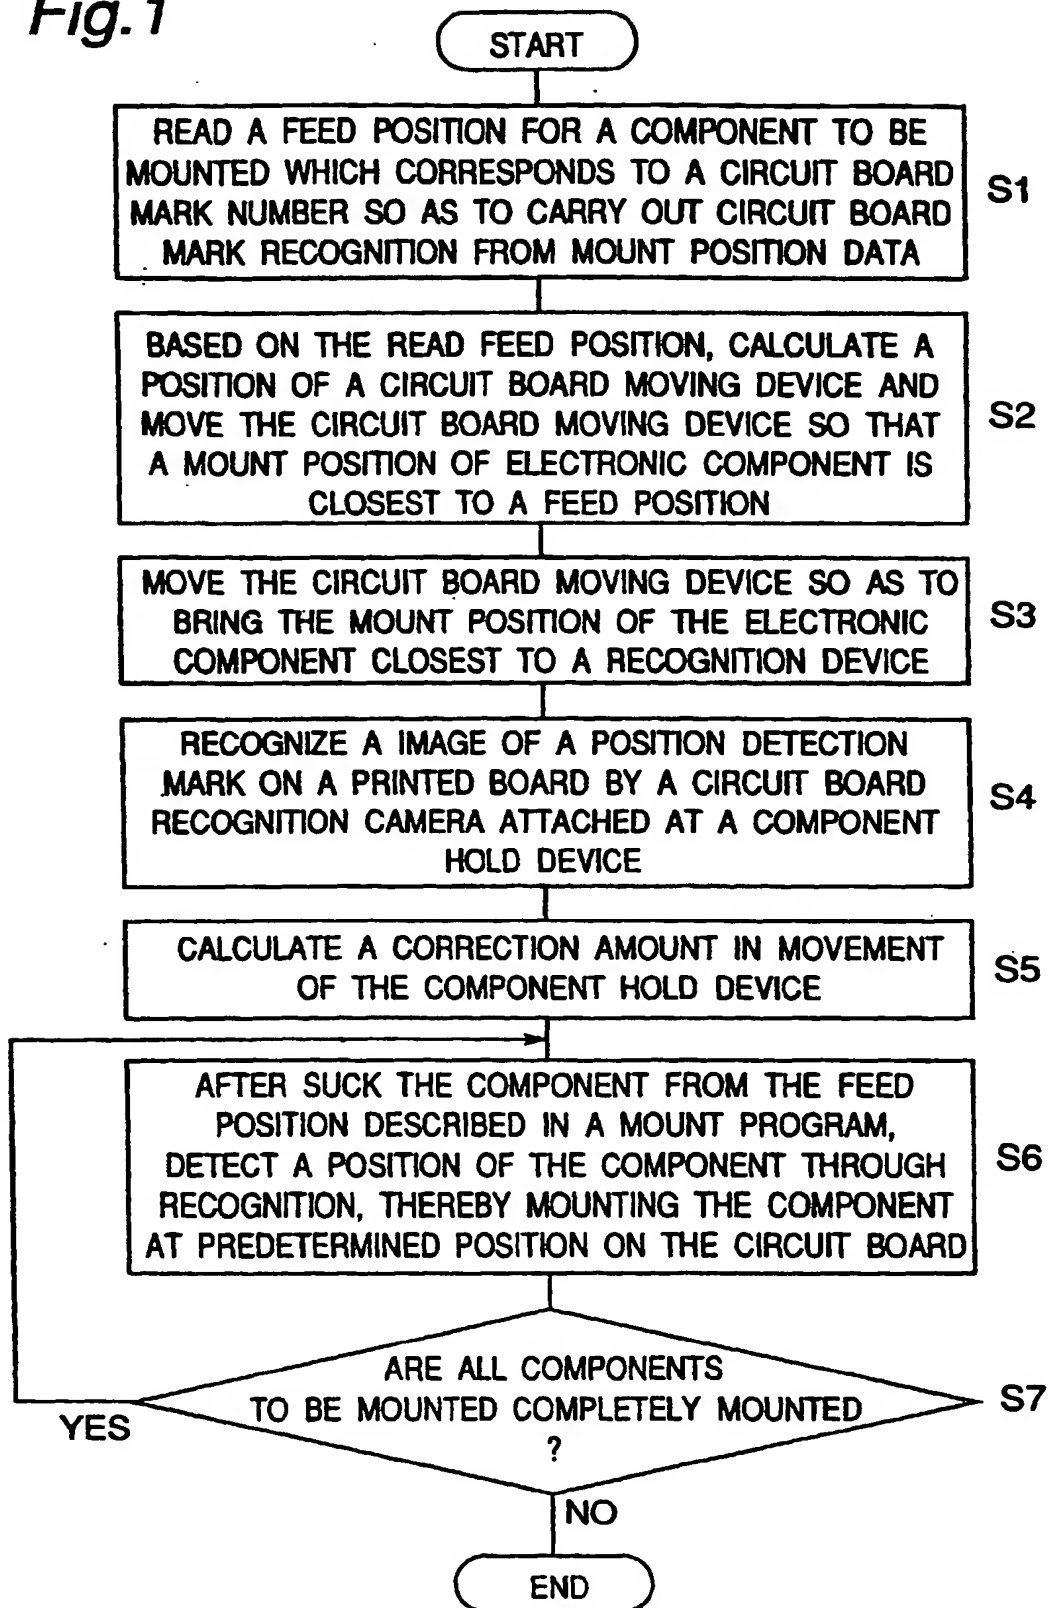 Fig.1
START
READ A FEED POSITION FOR A COMPONENT TO BE
MOUNTED WHICH CORRESPONDS TO A CIRCUIT BOARD
MARK NUMBER SO AS TO CARRY OUT CIRCUIT BOARD
MARK RECOGNITION FROM MOUNT POSITION DATA
S1
BASED ON THE READ FEED POSITION, CALCULATE A
POSITION OF A CIRCUIT BOARD MOVING DEVICE AND
MOVE THE CIRCUIT BOARD MOVING DEVICE SO THAT
A MOUNT POSITION OF ELECTRONIC COMPONENT IS
CLOSEST TO A FEED POSITION
S2
MOVE THE CIRCUIT BOARD MOVING DEVICE SO AS TO
BRING THE MOUNT POSITION OF THE ELECTRONIC
COMPONENT CLOSEST TO A RECOGNITION DEVICE
S3
RECOGNIZE A IMAGE OF A POSITION DETECTION
MARK ON A PRINTED BOARD BY A CIRCUIT BOARD
RECOGNITION CAMERA ATTACHED AT A COMPONENT
HOLD DEVICE
S4
CALCULATE A CORRECTION AMOUNT IN MOVEMENT
OF THE COMPONENT HOLD DEVICE
S5
AFTER SUCK THE COMPONENT FROM THE FEED
POSITION DESCRIBED IN A MOUNT PROGRAM,
DETECT A POSITION OF THE COMPONENT THROUGH
RECOGNITION, THEREBY MOUNTING THE COMPONENT
AT PREDETERMINED POSITION ON THE CIRCUIT BOARD
S6
ARE ALL COMPONENTS
TO BE MOUNTED COMPLETELY MOUNTED
?
S7
YES
NO
END